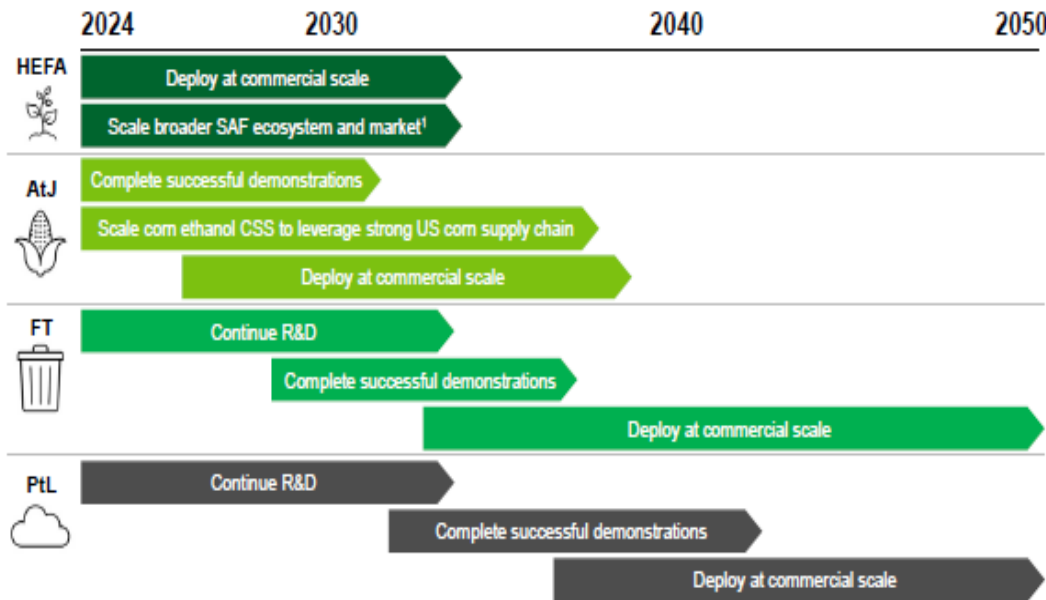 2024 2030 2040 2050
HEFA
Deploy at commercial scale
Scale broader SAF ecosystem and market¹
AtJ
Complete successful demonstrations
Scale corn ethanol CSS to leverage strong US corn supply chain
Deploy at commercial scale
FT
Continue R&D
Complete successful demonstrations
Deploy at commercial scale
PtL
Continue R&D
Complete successful demonstrations
Deploy at commercial scale